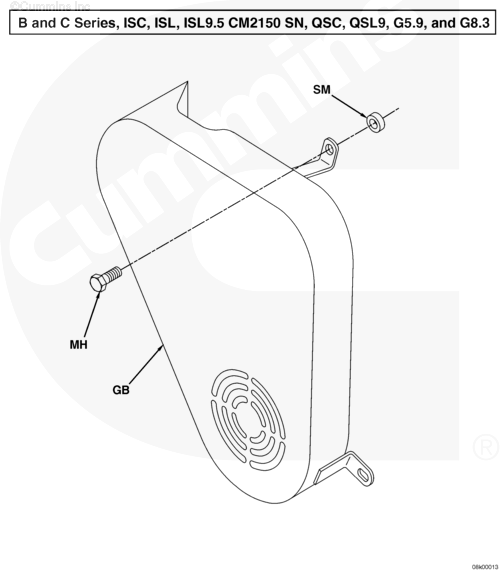 ©Cummins Inc
B and C Series, ISC, ISL, ISL9.5 CM2150 SN, QSC, QSL9, G5.9, and G8.3
SM
Cummins
MH
GB
®
08k00013